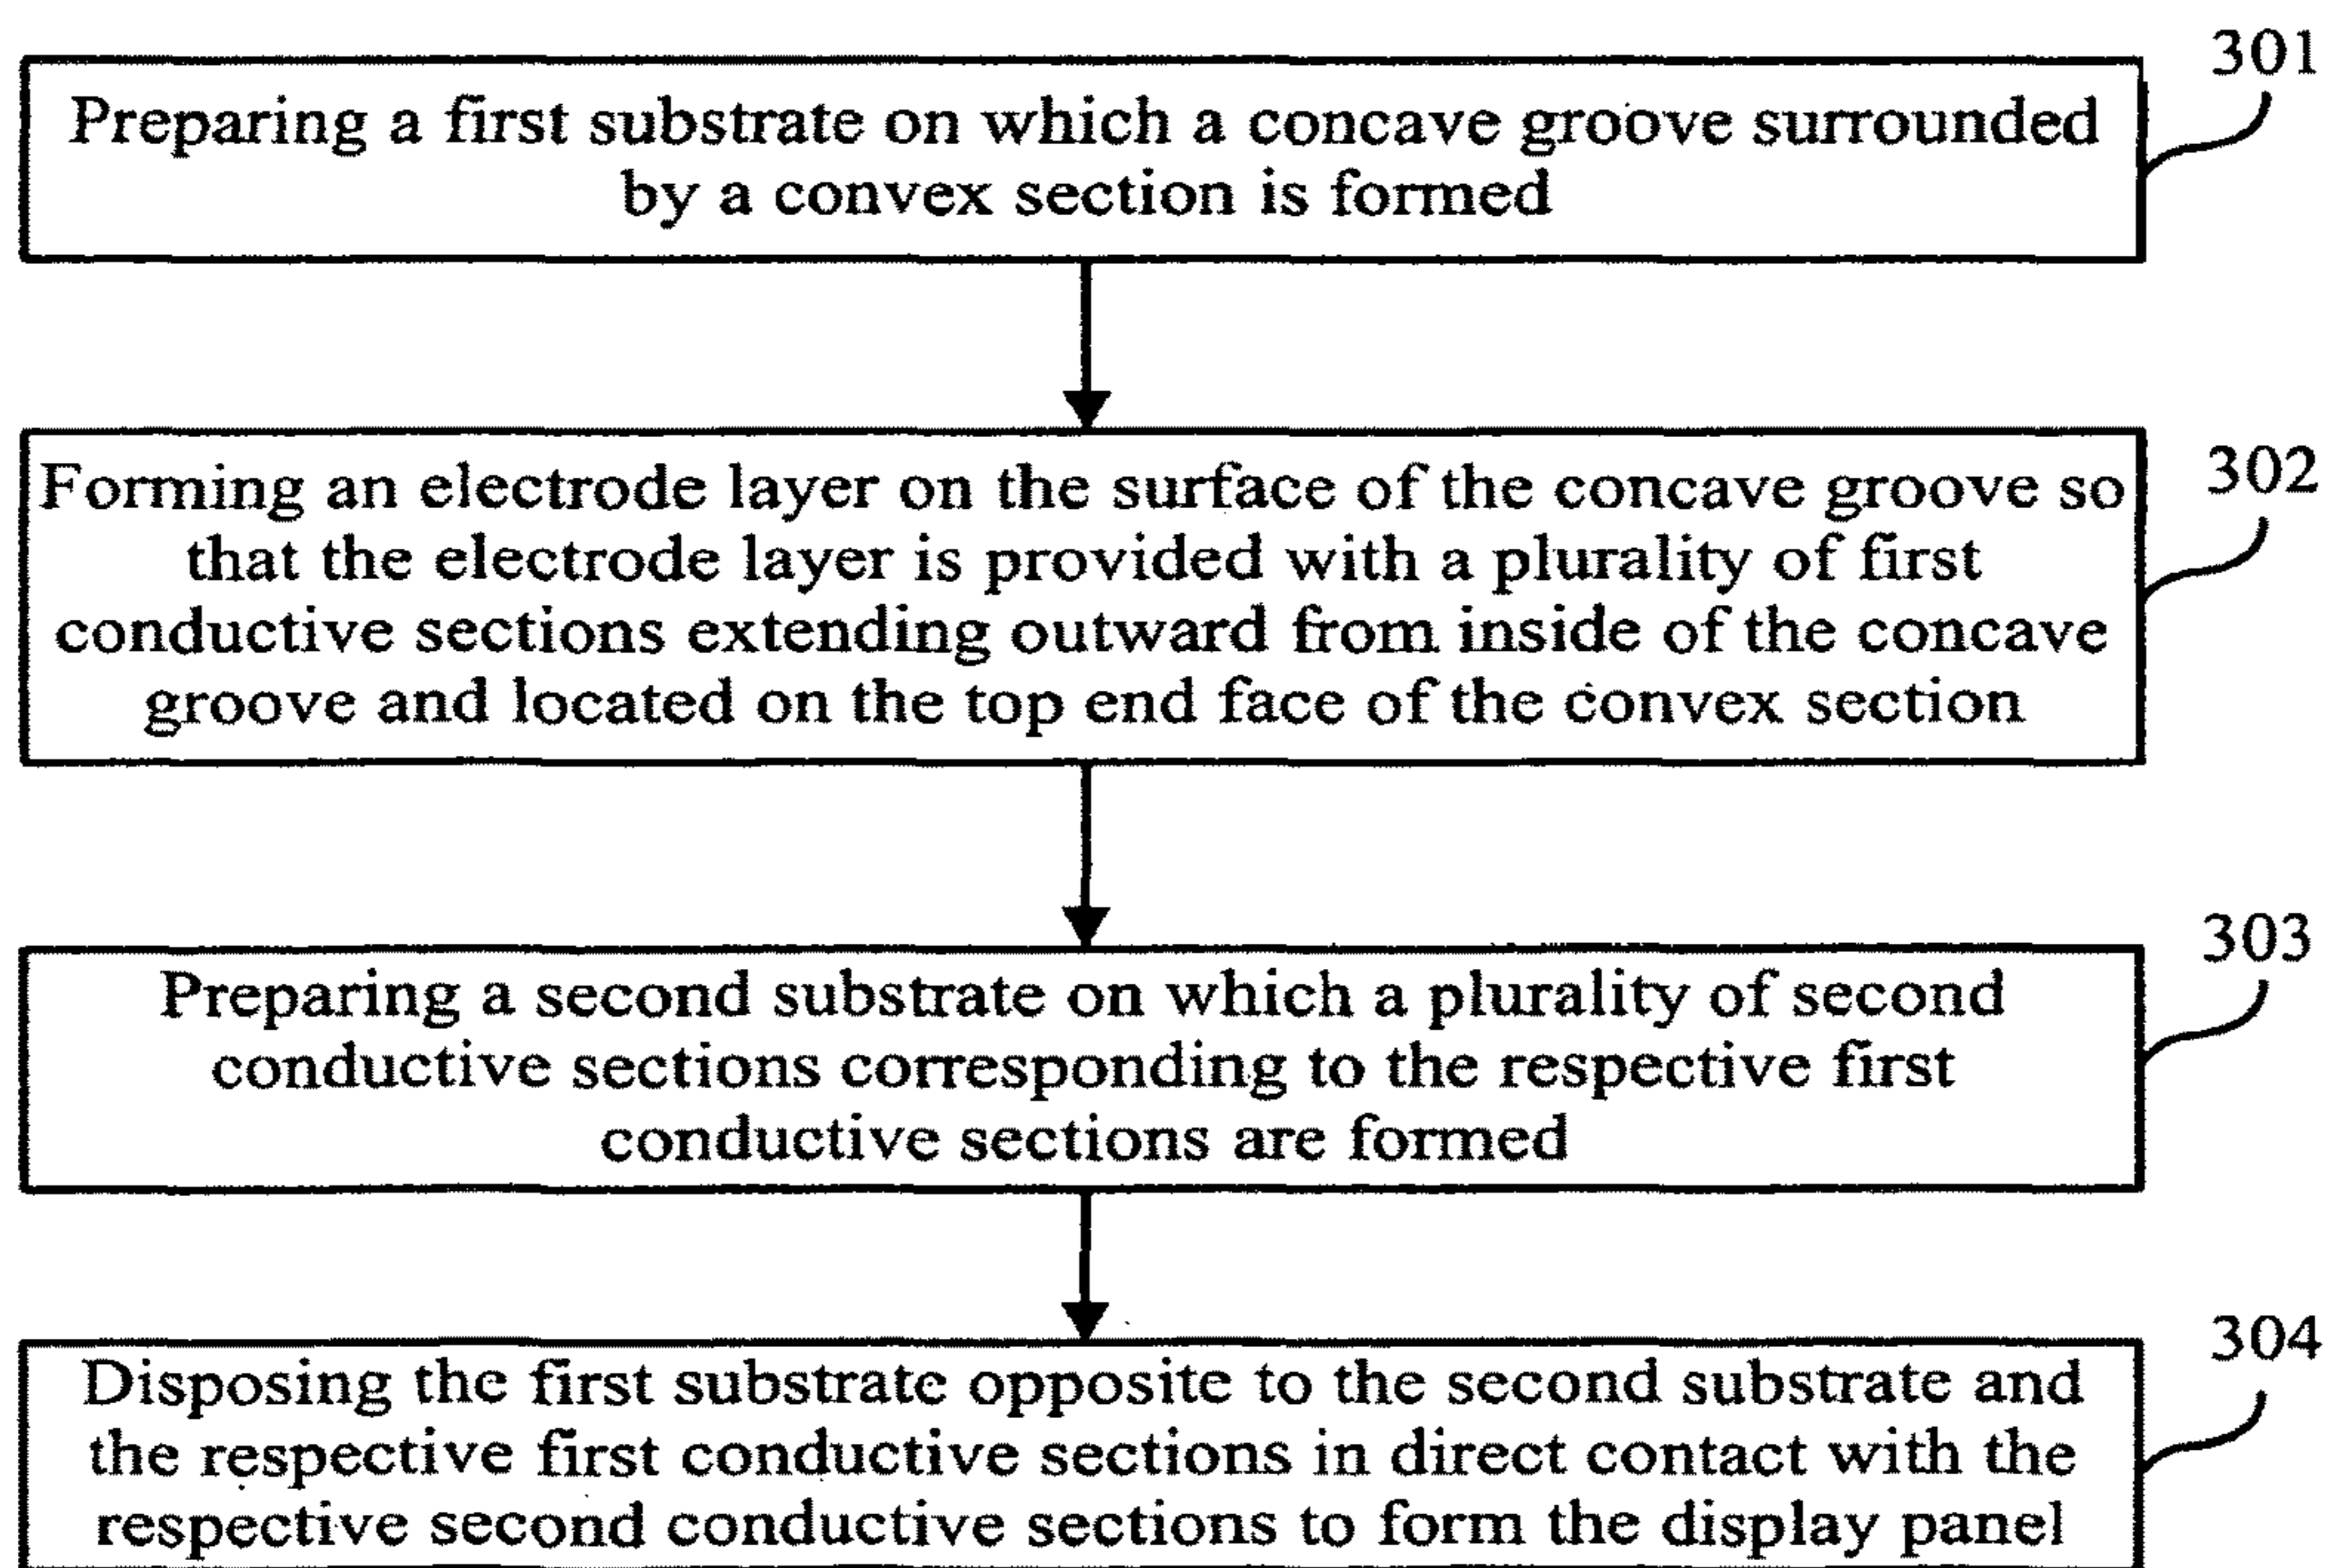 301
Preparing a first substrate on which a concave groove surrounded
by a convex section is formed
302
Forming an electrode layer on the surface of the concave groove so
that the electrode layer is provided with a plurality of first
conductive sections extending outward from inside of the concave
groove and located on the top end face of the convex section
303
Preparing a second substrate on which a plurality of second
conductive sections corresponding to the respective first
conductive sections are formed
304
Disposing the first substrate opposite to the second substrate and
the respective first conductive sections in direct contact with the
respective second conductive sections to form the display panel